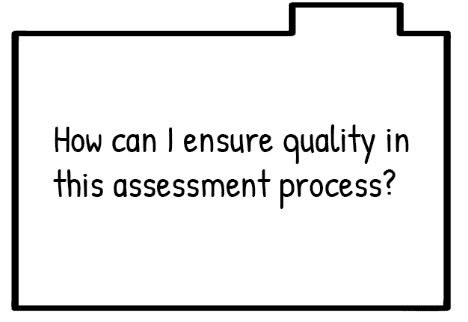 How can I ensure quality in
this assessment process?